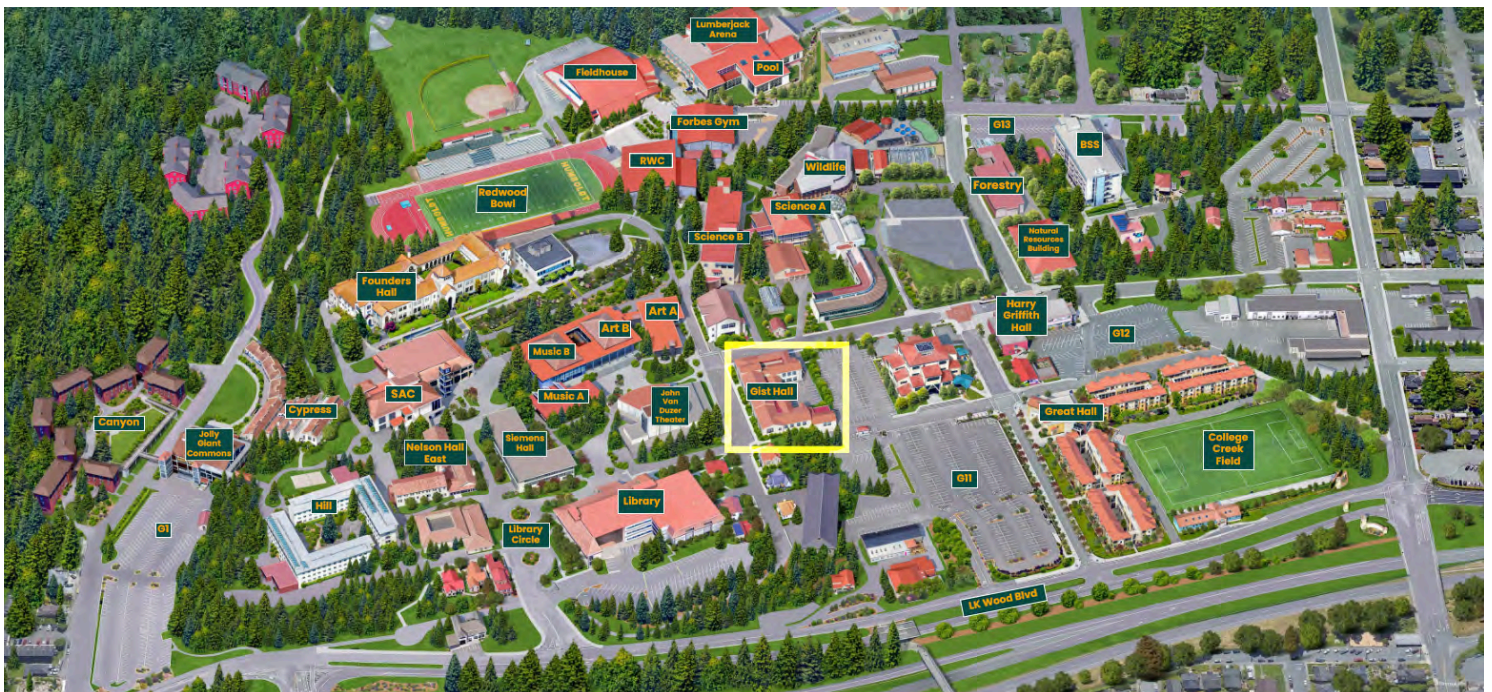 Lumberjack
Arena
Pool
Fieldhouse
Forbes Gym
G13
BSS
RWC
Wildlife
Redwood
Bowl
HUMBOLDT
HUMBOLDT
Forestry
Science A
Science B
Natural
Resources
Building
Founders
Hall
Art A
Art B
Harry
Griffith
Hall
G12
Music B
Gist Hall
SAC
Music A
John
Van
Duzer
Theater
Cypress
Great Hall
Canyon
Jolly
Giant
Commons
Nelson Hall
East
Siemens
Hall
College
Creek
Field
G11
Hill
Library
G1
Library
Circle
LK Wood Blvd